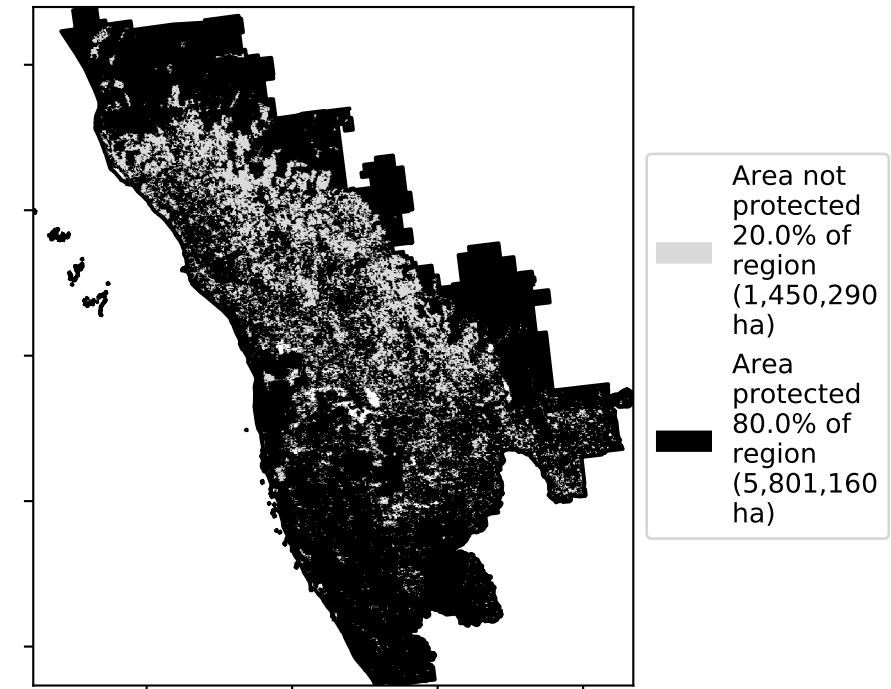 Area not
protected
20.0% of
region
(1,450,290
ha)
Area
protected
80.0% of
region
(5,801,160
ha)